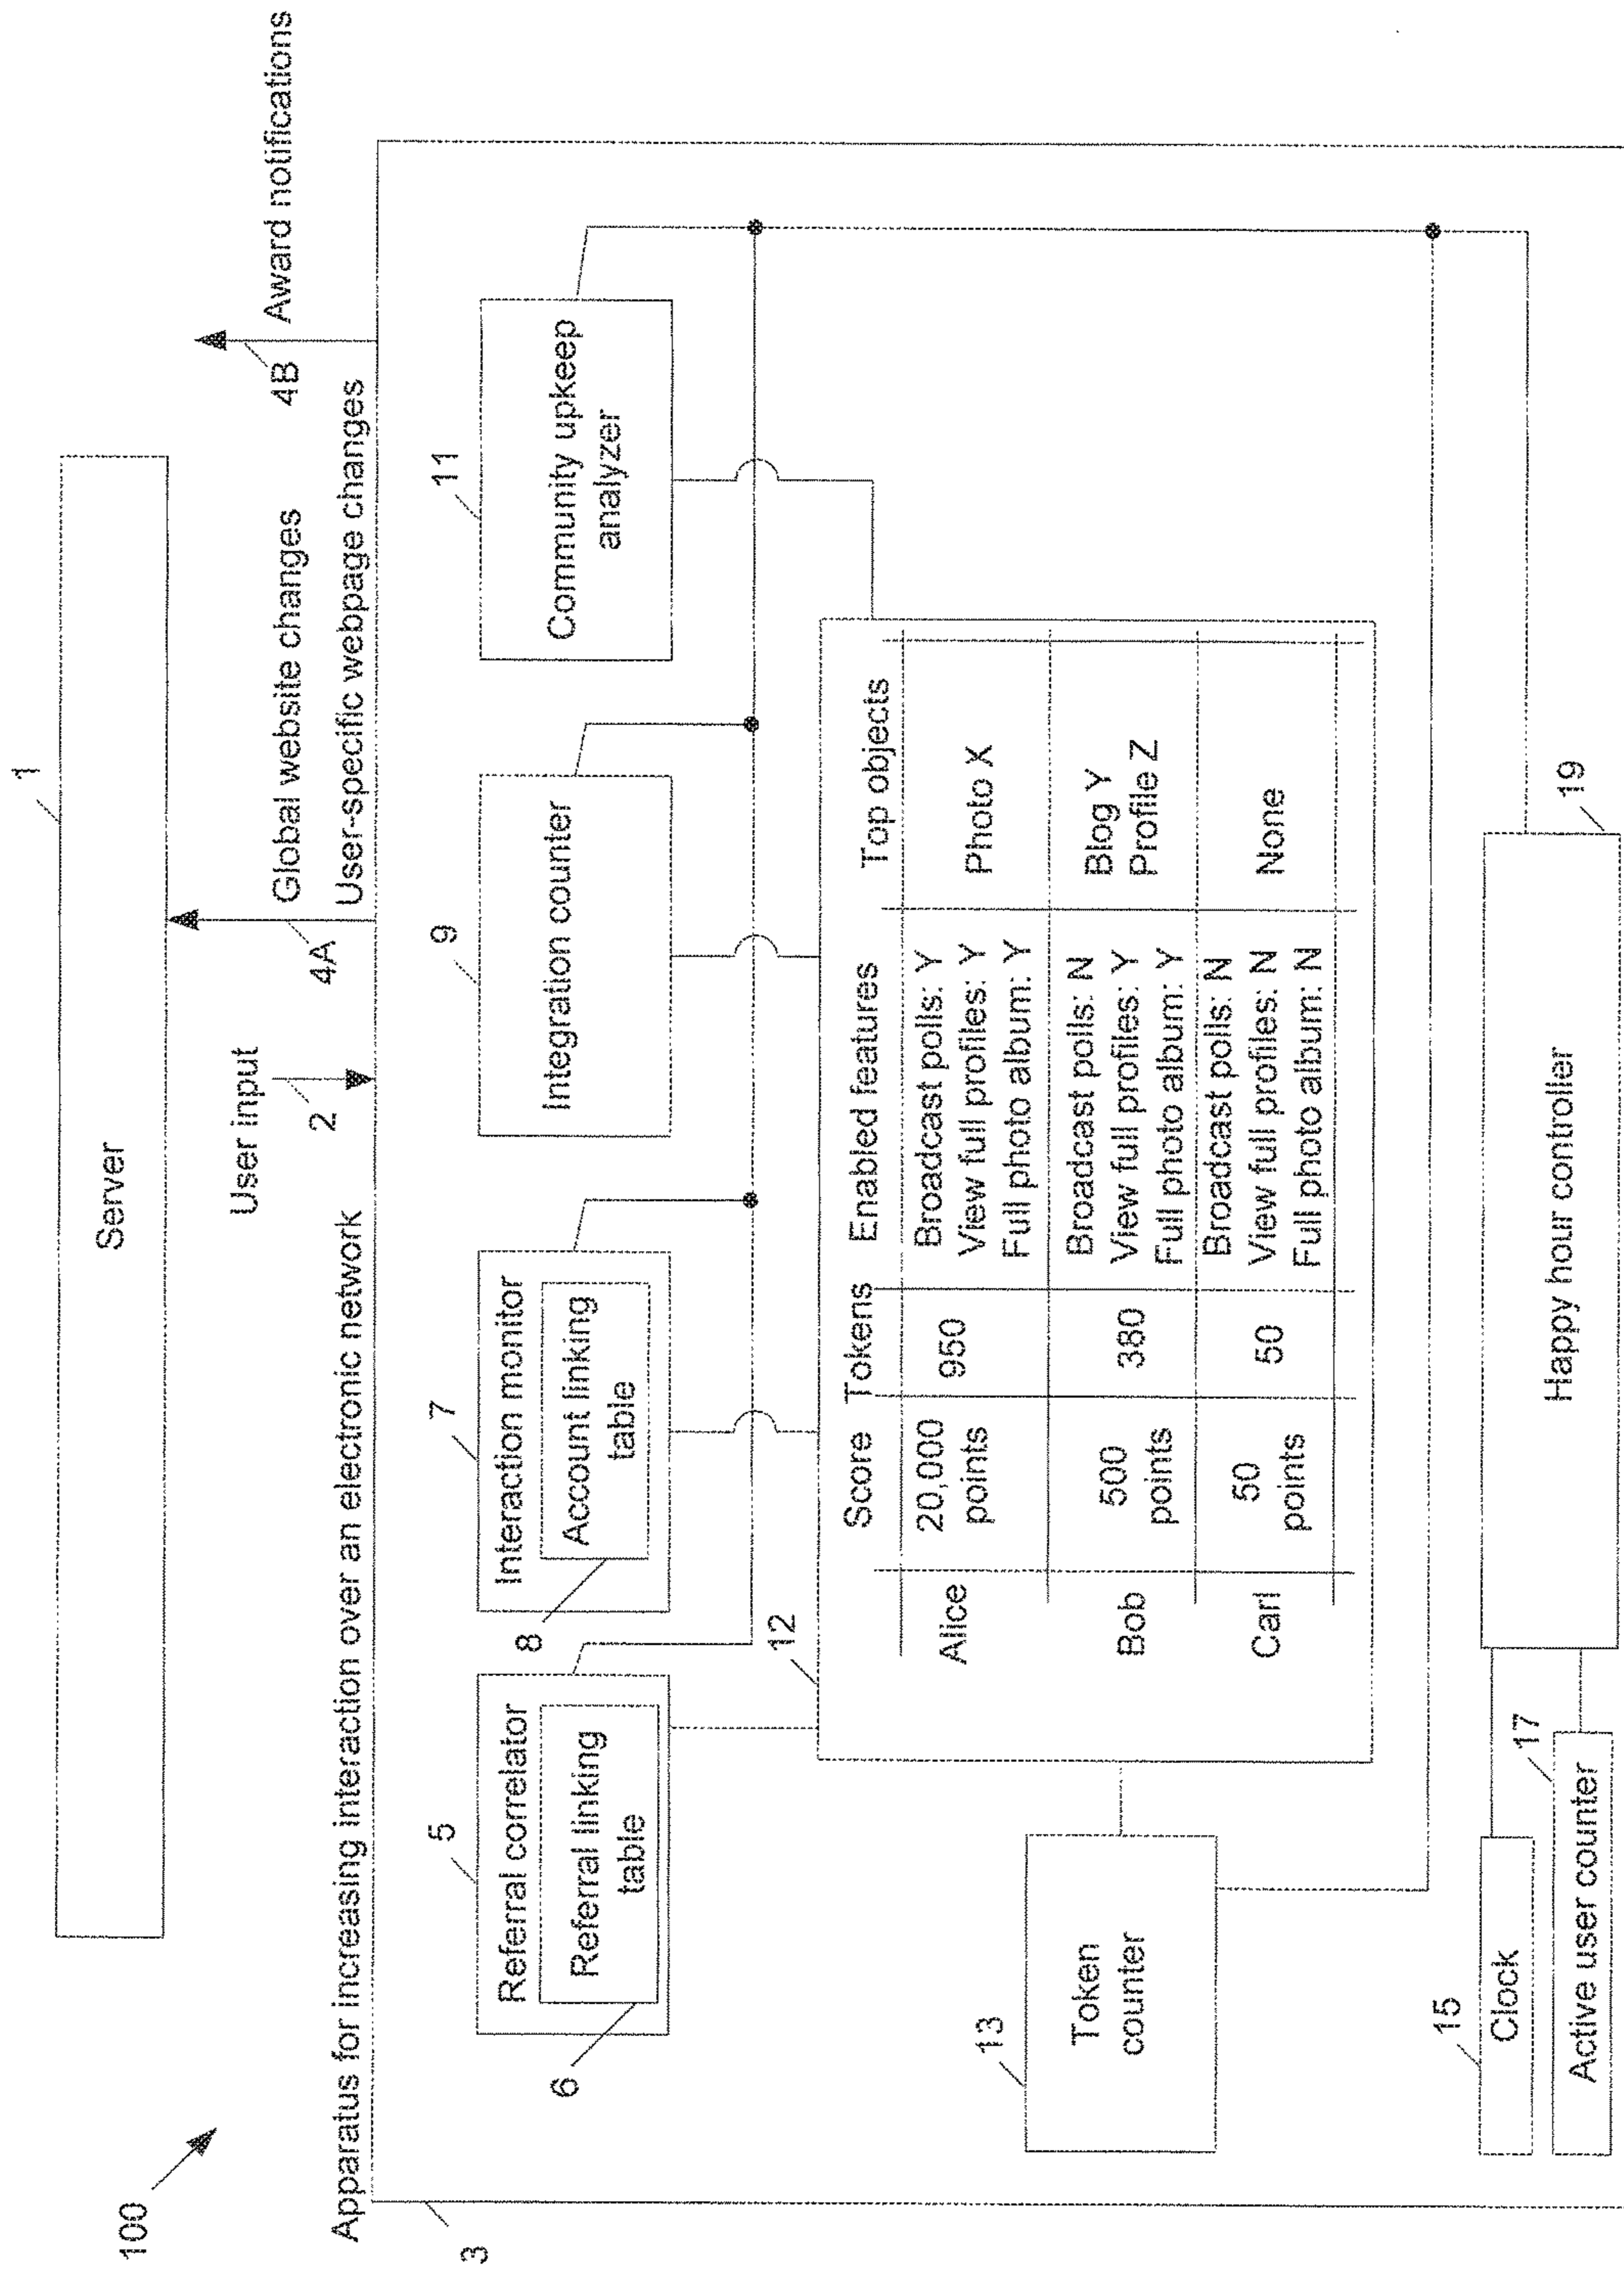 100
1
Server
User input
2
4A
Global website changes
User-specific webpage changes
4B
Award notifications
Apparatus for increasing interaction over an electronic network
3
5
Referral correlator
Referral linking
table
6
7
Interaction monitor
Account linking
table
8
9
Integration counter
11
Community upkeep
analyzer
12
Score Tokens Enabled features Top objects
Alice
20,000
points
950
Broadcast polls: Y
View full profiles: Y
Full photo album: Y
Photo X
Bob
500
points
380
Broadcast polls: N
View full profiles: Y
Full photo album: Y
Blog Y
Profile Z
Carl
50
points
50
Broadcast polls: N
View full profiles: N
Full photo album: N
None
13
Token
counter
15
Clock
17
Active user counter
19
Happy hour controller